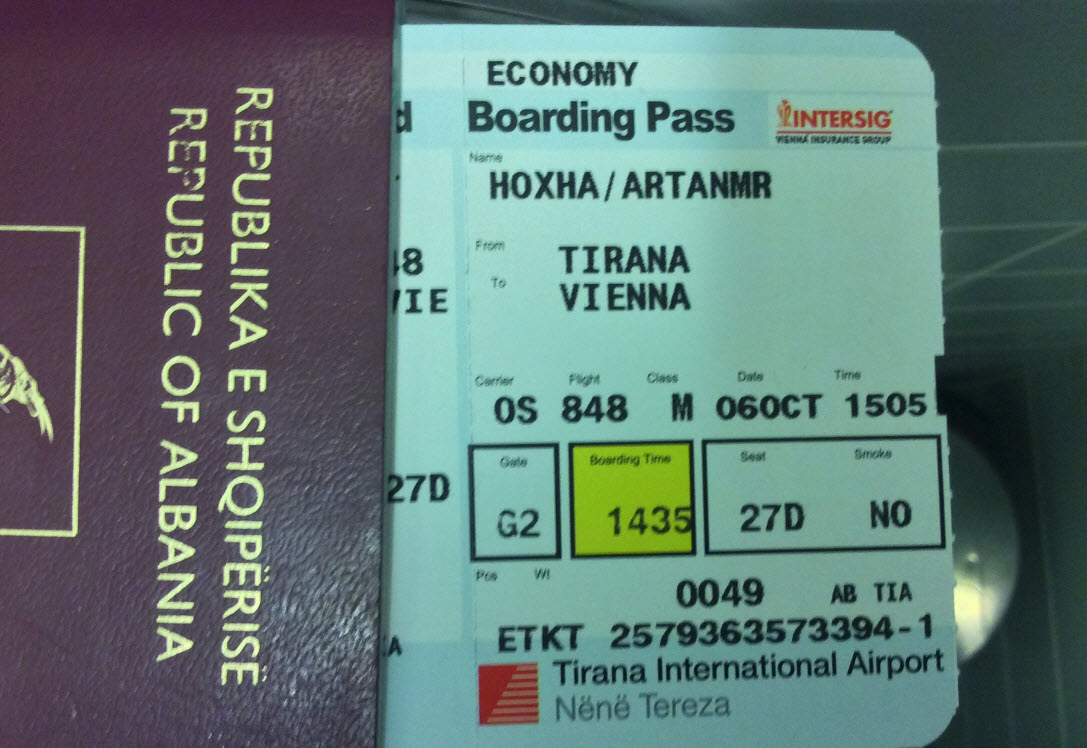 REPUBLIKA E SHQIPËRISË
REPUBLIC OF ALBANIA
ECONOMY
d Boarding Pass
INTERSIG
VIENNA INSURANCE GROUP
Name
HOXHA/ARTANMR
From TIRANA
48
To VIENNA
VIE
Carrier Flight Class Date Time
OS 848 M 06OCT 1505
Gate Boarding Time Seat Smoke
27D
G2 1435 27D NO
Pcs Wt
0049 AB TIA
ETKT 2579363573394-1
A
Tirana International Airport
Nënë Tereza